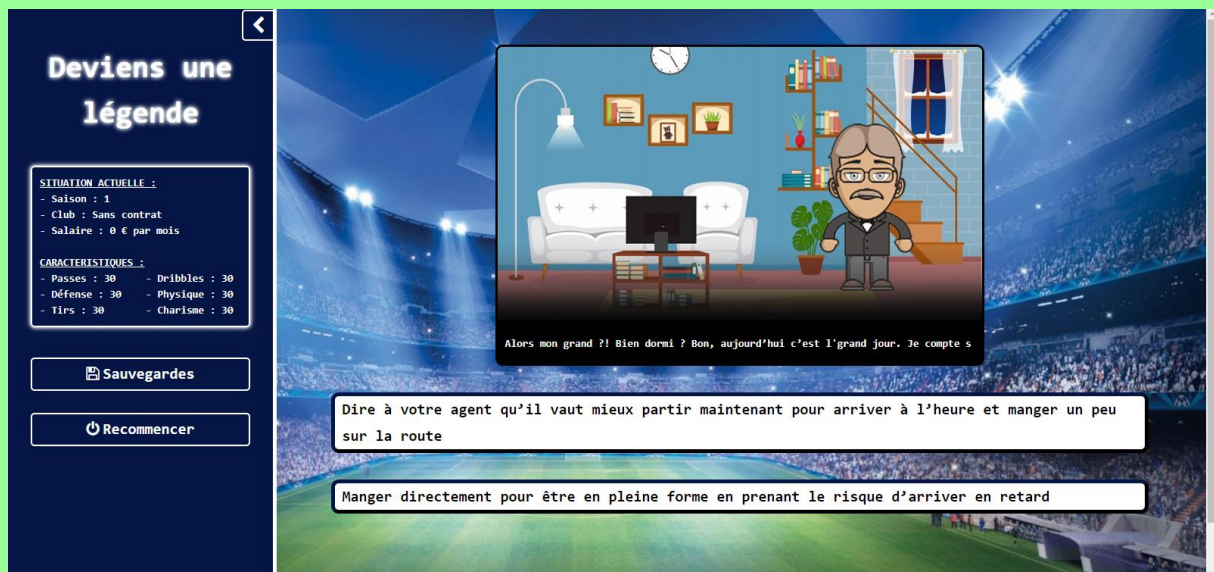 Deviens une
légende
SITUATION ACTUELLE :
- Saison : 1
- Club : Sans contrat
- Salaire : 0 € par mois
CARACTERISTIQUES :
- Passes : 30 - Dribbles : 30
- Défense : 30 - Physique : 30
- Tirs : 30 - Charisme : 30
Sauvegardes
Recommencer
Alors mon grand ?! Bien dormi ? Bon, aujourd’hui c’est l'grand jour. Je compte s
Dire à votre agent qu’il vaut mieux partir maintenant pour arriver à l’heure et manger un peu
sur la route
Manger directement pour être en pleine forme en prenant le risque d’arriver en retard